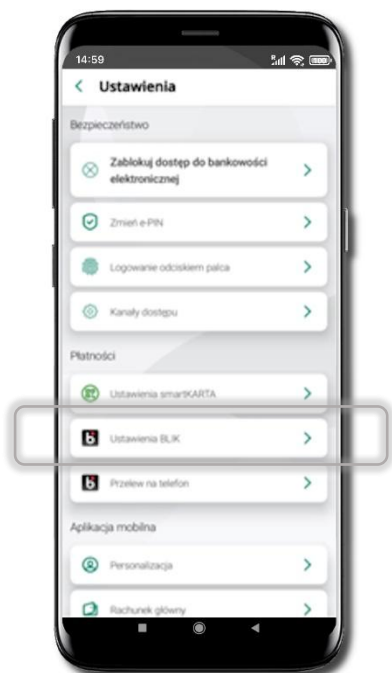 14:59
Ustawienia
Bezpieczeństwo
Zablokuj dostęp do bankowości
elektronicznej
Zmień e-PIN
Logowanie odciskiem palca
Kanały dostępu
Płatności
Ustawienia smartKARTA
Ustawienia BLIK
Przelew na telefon
Aplikacja mobilna
Personalizacja
Rachunek główny